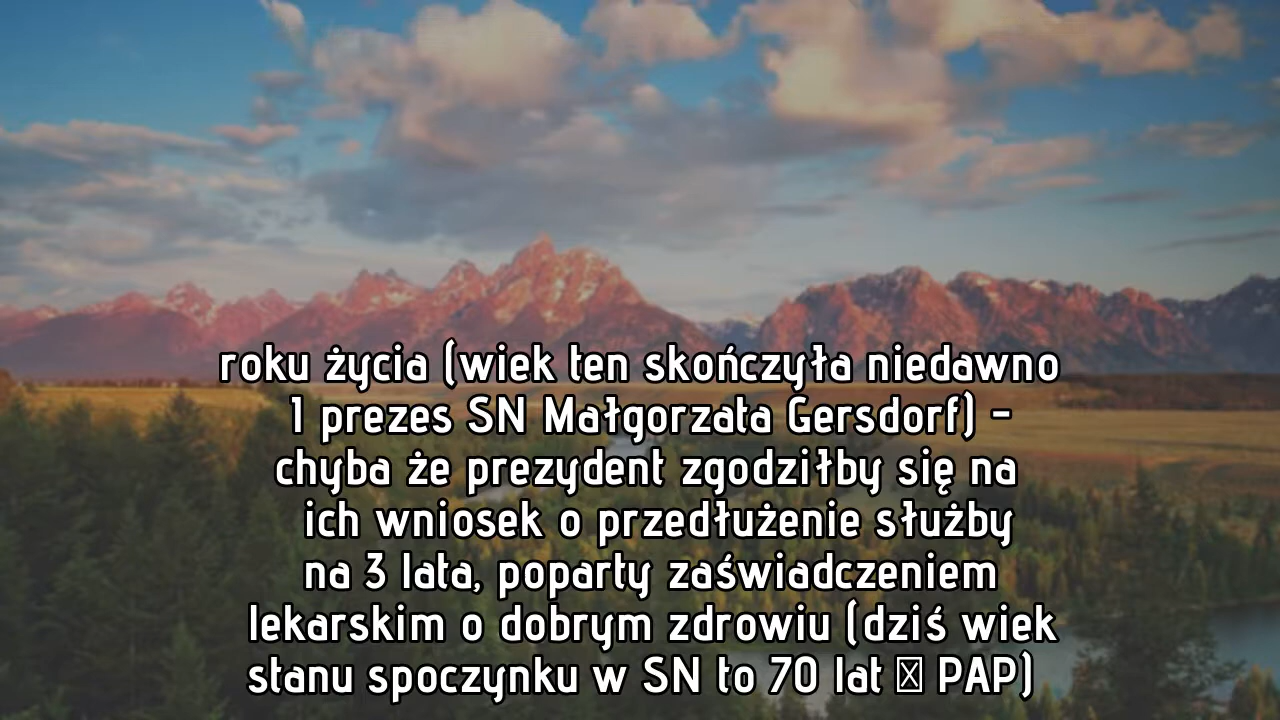 roku życia (wiek ten skończyła niedawno
1 prezes SN Małgorzata Gersdorf) -
chyba że prezydent zgodziłby się na
ich wniosek o przedłużenie służby
na 3 lata, poparty zaświadczeniem
lekarskim o dobrym zdrowiu (dziś wiek
stanu spoczynku w SN to 70 lat PAP)